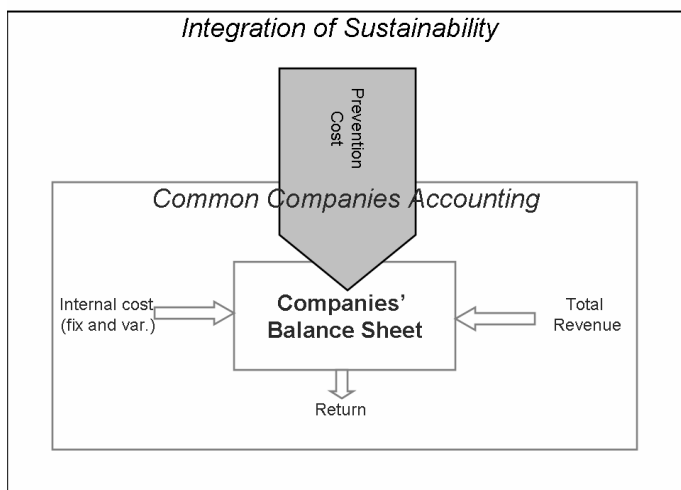 Integration of Sustainability
Prevention
Cost
Common Companies Accounting
Internal cost
(fix and var.)
Companies’
Balance Sheet
Total
Revenue
Return